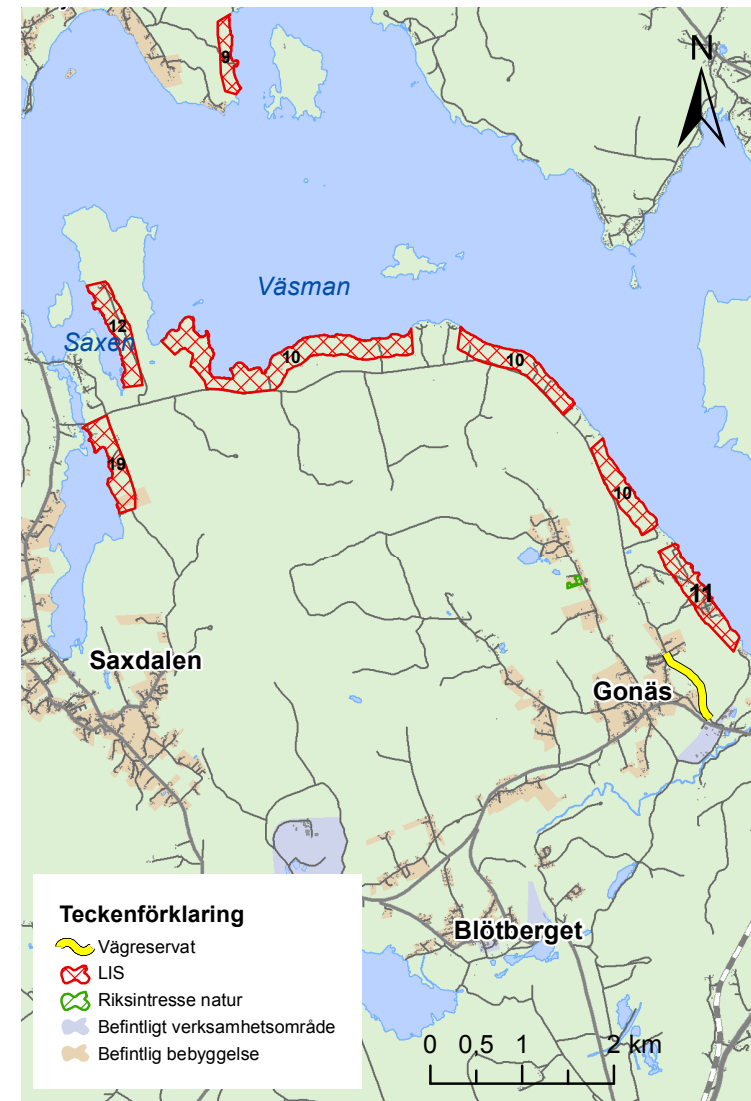 9
N
Väsman
12
Saxen
10
10
19
10
11
Saxdalen
Gonäs
Blötberget
Teckenförklaring
Vägreservat
LIS
Riksintresse natur
Befintligt verksamhetsområde
Befintlig bebyggelse
0 0,5 1 2 km